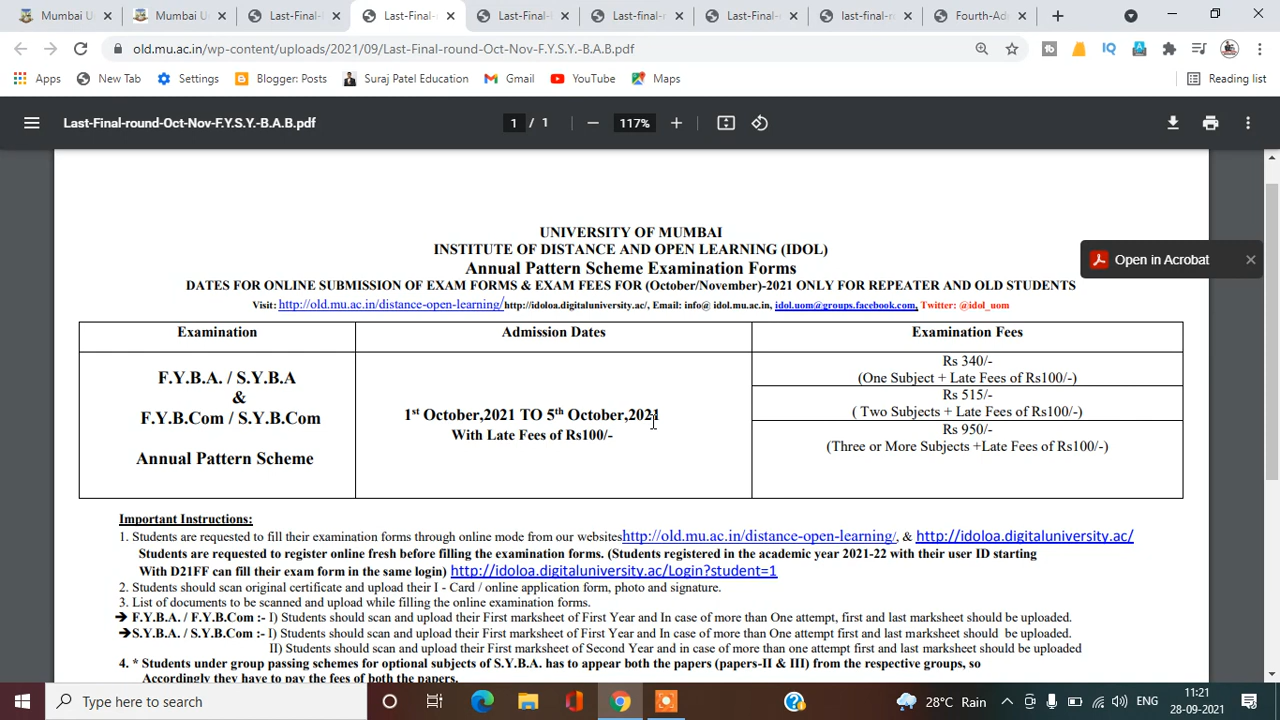 Mumbai U
Mumbai U
Last-Final-
Last-Final-r
Last-Final-
Last-final-r
Last-Final-
last-final-r
Fourth-Ad
old.mu.ac.in/wp-content/uploads/2021/09/Last-Final-round-Oct-Nov-F.Y.S.Y.-B.A.B.pdf
Apps New Tab Settings Blogger: Posts Suraj Patel Education Gmail YouTube Maps Reading list
Last-Final-round-Oct-Nov-F.Y.S.Y.-B.A.B.pdf 1 / 1 117%
UNIVERSITY OF MUMBAI
INSTITUTE OF DISTANCE AND OPEN LEARNING (IDOL)
Annual Pattern Scheme Examination Forms
Open in Acrobat
DATES FOR ONLINE SUBMISSION OF EXAM FORMS & EXAM FEES FOR (October/November)-2021 ONLY FOR REPEATER AND OLD STUDENTS
Visit: http://old.mu.ac.in/distance-open-learning/http://idoloa.digitaluniversity.ac/, Email: info@ idol.mu.ac.in, idol.uom@groups.facebook.com, Twitter: @idol_uom
Examination Admission Dates Examination Fees
F.Y.B.A. / S.Y.B.A
&
F.Y.B.Com / S.Y.B.Com
Annual Pattern Scheme
1st October,2021 TO 5th October,2021
With Late Fees of Rs100/-
Rs 340/-
(One Subject + Late Fees of Rs100/-)
Rs 515/-
( Two Subjects + Late Fees of Rs100/-)
Rs 950/-
(Three or More Subjects +Late Fees of Rs100/-)
Important Instructions:
1. Students are requested to fill their examination forms through online mode from our websiteshttp://old.mu.ac.in/distance-open-learning/, & http://idoloa.digitaluniversity.ac/
Students are requested to register online fresh before filling the examination forms. (Students registered in the academic year 2021-22 with their user ID starting
With D21FF can fill their exam form in the same login) http://idoloa.digitaluniversity.ac/Login?student=1
2. Students should scan original certificate and upload their I - Card / online application form, photo and signature.
3. List of documents to be scanned and upload while filling the online examination forms.
➔ F.Y.B.A. / F.Y.B.Com :- I) Students should scan and upload their First marksheet of First Year and In case of more than One attempt, first and last marksheet should be uploaded.
➔S.Y.B.A. / S.Y.B.Com :- I) Students should scan and upload their First marksheet of First Year and In case of more than One attempt first and last marksheet should be uploaded.
II) Students should scan and upload their First marksheet of Second Year and in case of more than one attempt first and last marksheet should be uploaded
4. * Students under group passing schemes for optional subjects of S.Y.B.A. has to appear both the papers (papers-II & III) from the respective groups, so
Accordingly they have to pay the fees of both the papers.
Type here to search
28°C Rain
ENG
11:21
28-09-2021